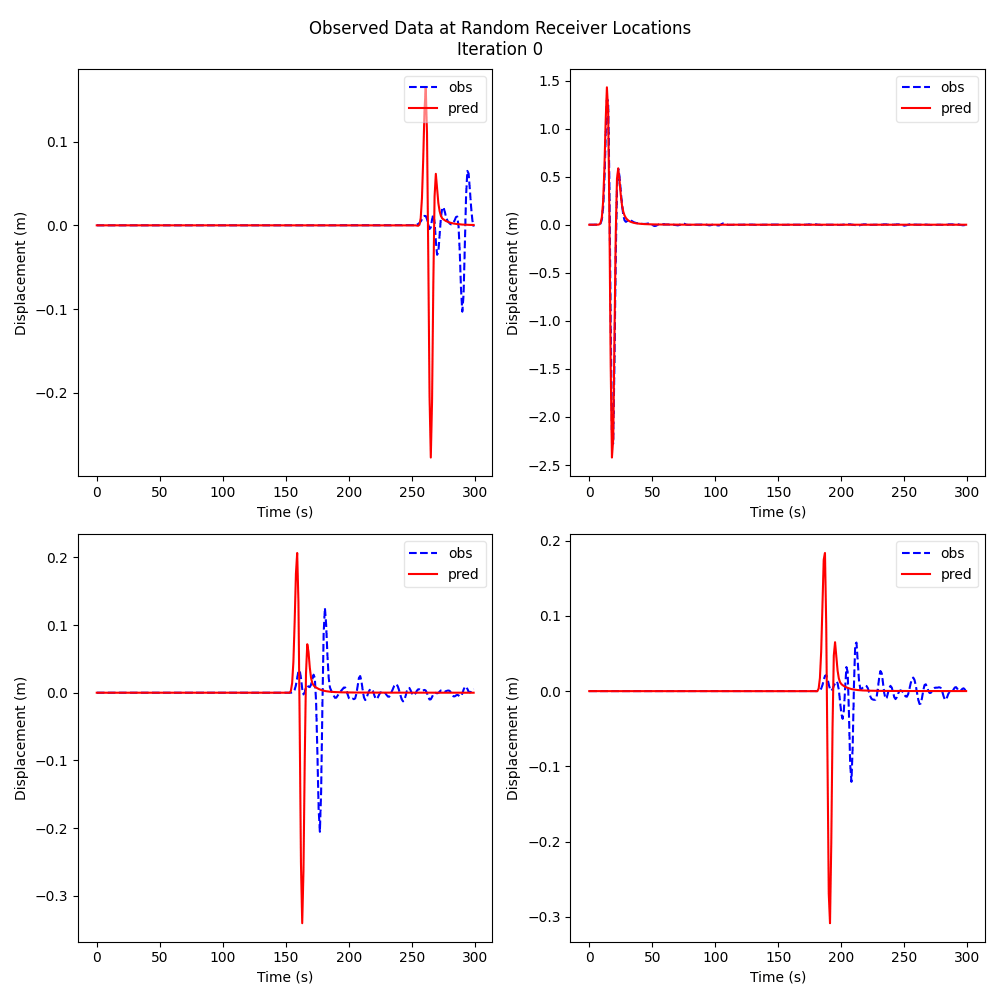 Observed Data at Random Receiver Locations
Iteration 0
obs
pred
0.1
0.0
−0.1
−0.2
Displacement (m)
0 50 100 150 200 250 300
Time (s)
obs
pred
1.5
1.0
0.5
0.0
−0.5
−1.0
−1.5
−2.0
−2.5
Displacement (m)
0 50 100 150 200 250 300
Time (s)
obs
pred
0.2
0.1
0.0
−0.1
−0.2
−0.3
Displacement (m)
0 50 100 150 200 250 300
Time (s)
obs
pred
0.2
0.1
0.0
−0.1
−0.2
−0.3
Displacement (m)
0 50 100 150 200 250 300
Time (s)